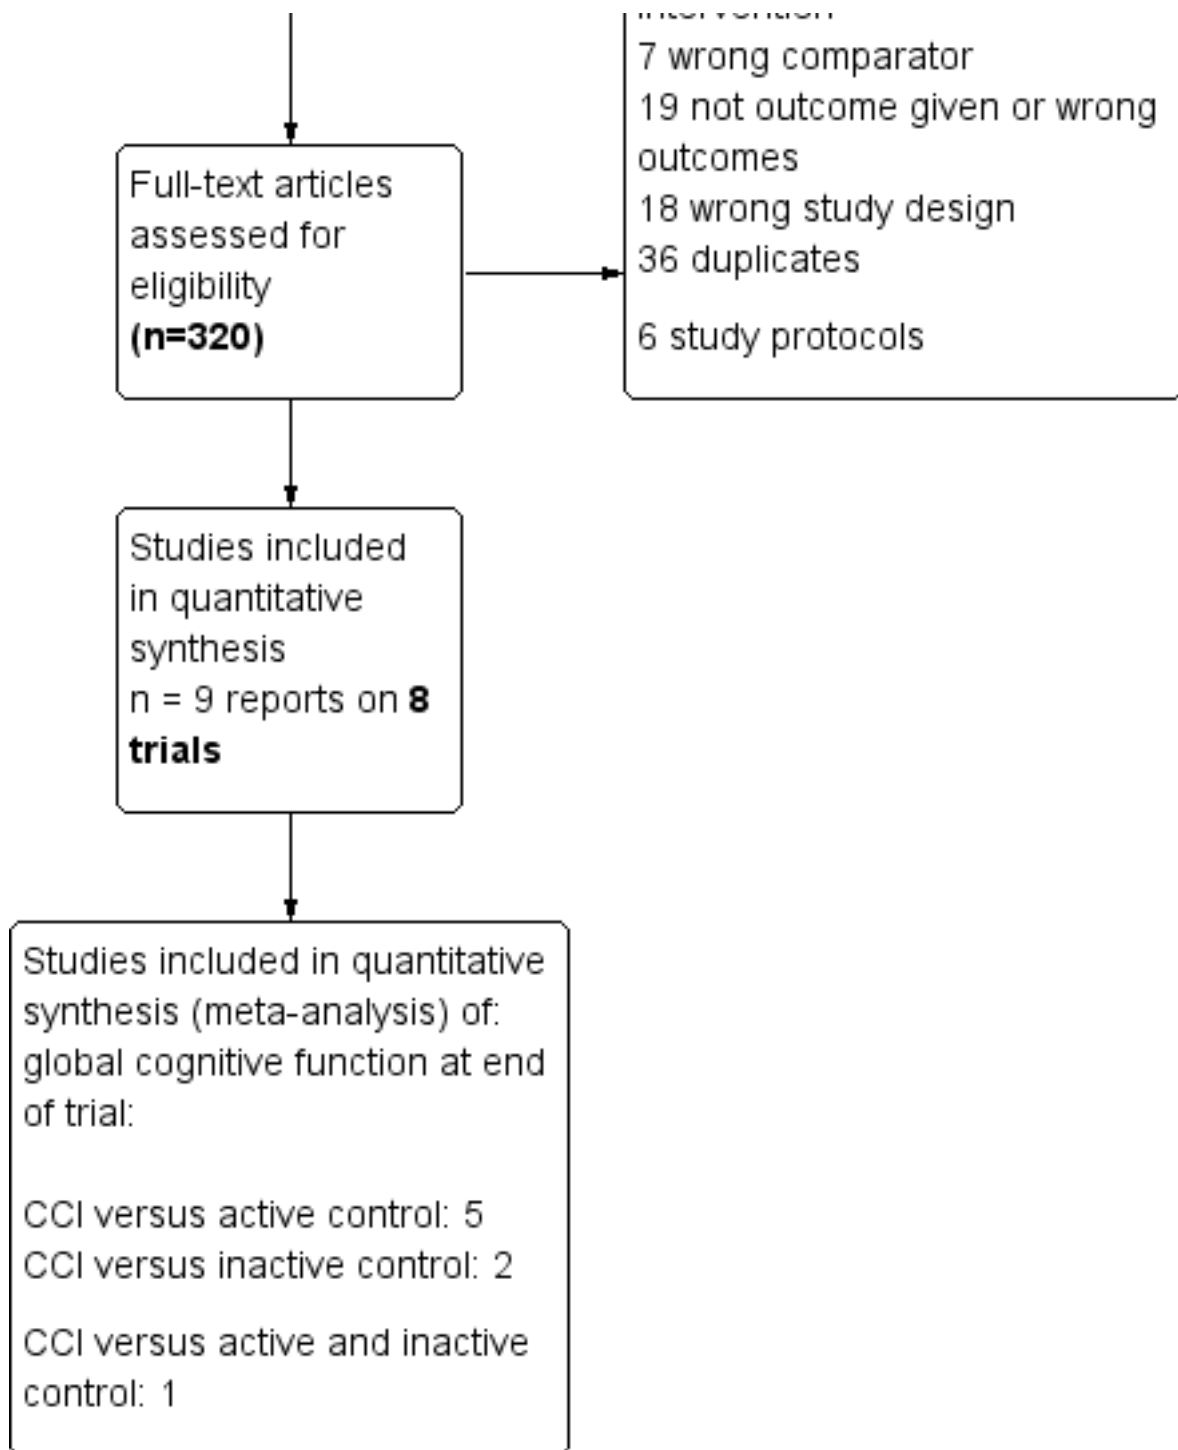 intervention
7 wrong comparator
19 not outcome given or wrong
outcomes
18 wrong study design
36 duplicates
6 study protocols
Full-text articles
assessed for
eligibility
(n=320)
Studies included
in quantitative
synthesis
n = 9 reports on 8
trials
Studies included in quantitative
synthesis (meta-analysis) of:
global cognitive function at end
of trial:
CCI versus active control: 5
CCI versus inactive control: 2
CCI versus active and inactive
control: 1